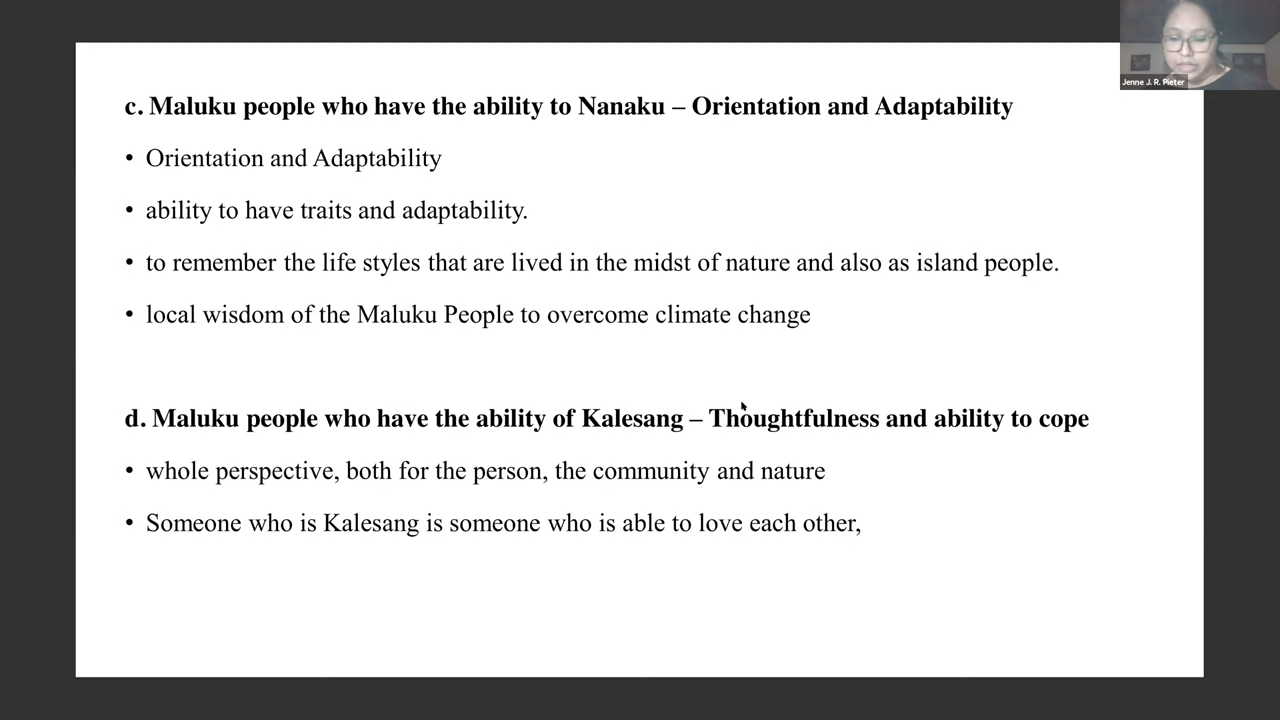 Jenne J. R. Pieter
c. Maluku people who have the ability to Nanaku – Orientation and Adaptability
• Orientation and Adaptability
• ability to have traits and adaptability.
• to remember the life styles that are lived in the midst of nature and also as island people.
• local wisdom of the Maluku People to overcome climate change
d. Maluku people who have the ability of Kalesang – Thoughtfulness and ability to cope
• whole perspective, both for the person, the community and nature
• Someone who is Kalesang is someone who is able to love each other,